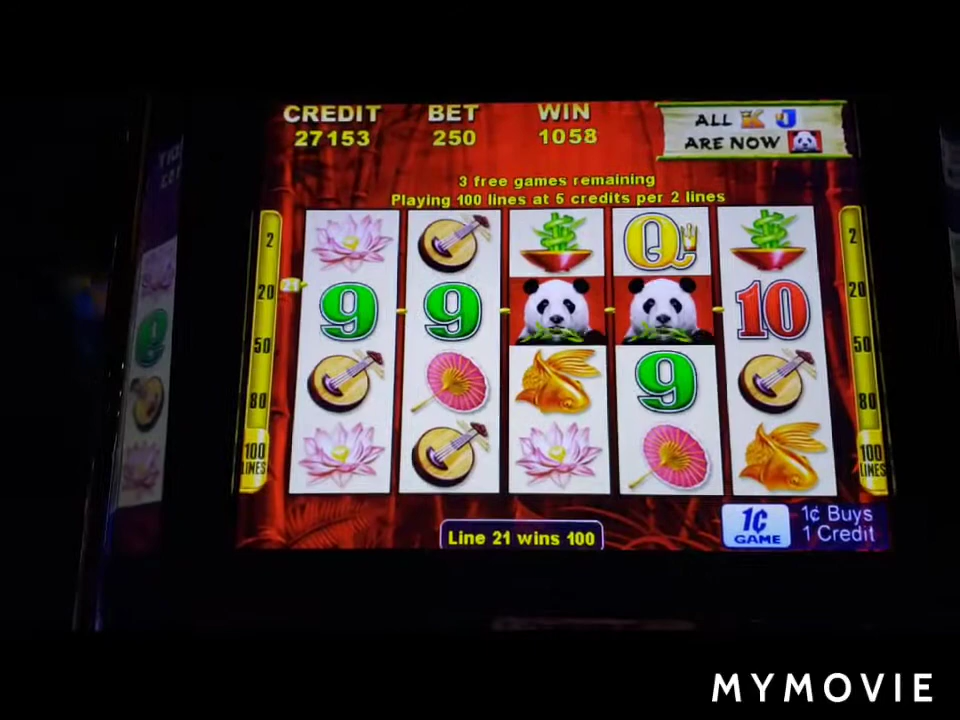 CREDIT BET WIN
27153 250 1058
ALL K J
ARE NOW
3 free games remaining
Playing 100 lines at 5 credits per 2 lines
2 2
Q
21
20 9 9 10 20
50 50
9
80 80
100 100
LINES LINES
1¢ GAME
1¢ Buys
1 Credit
Line 21 wins 100
MYMOVIE